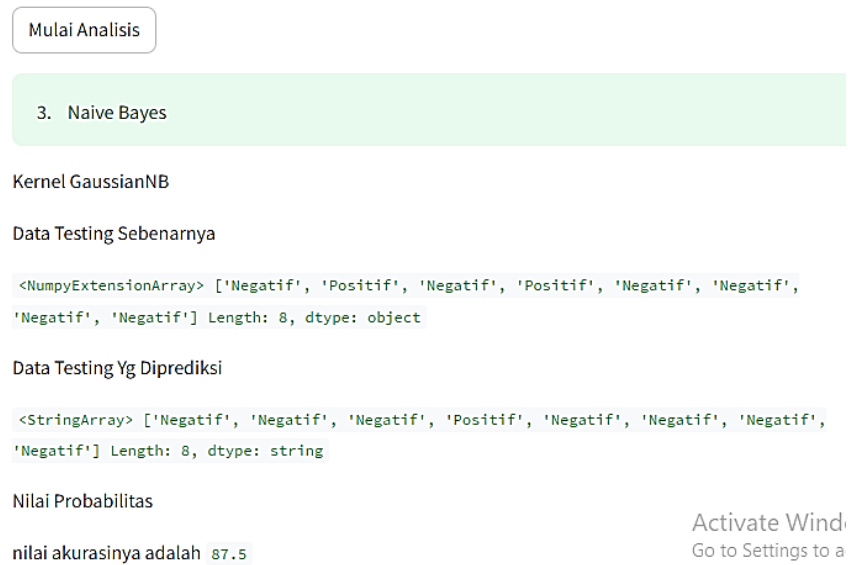 Mulai Analisis
3. Naive Bayes
Kernel GaussianNB
Data Testing Sebenarnya
<NumpyExtensionArray> ['Negatif', 'Positif', 'Negatif', 'Positif', 'Negatif', 'Negatif',
'Negatif', 'Negatif'] Length: 8, dtype: object
Data Testing Yg Diprediksi
<StringArray> ['Negatif', 'Negatif', 'Negatif', 'Positif', 'Negatif', 'Negatif', 'Negatif',
'Negatif'] Length: 8, dtype: string
Nilai Probabilitas
Activate Wind
Go to Settings to a
nilai akurasinya adalah 87.5